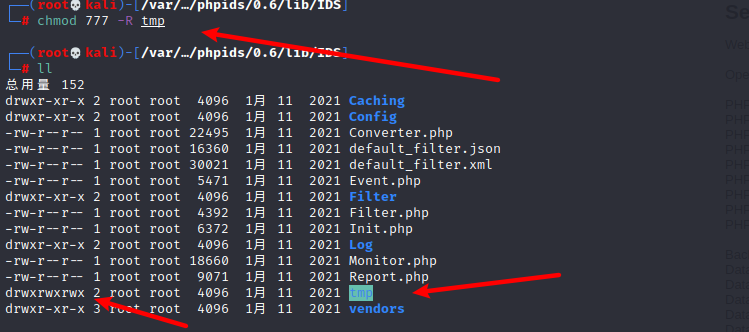 (root💀kali)-[/var/…/phpids/0.6/lib/IDS]
# chmod 777 -R tmp
(root💀kali)-[/var/…/phpids/0.6/lib/IDS]
# ll
总用量 152
drwxr-xr-x 2 root root 4096 1月 11 2021 Caching
drwxr-xr-x 2 root root 4096 1月 11 2021 Config
-rw-r--r-- 1 root root 22495 1月 11 2021 Converter.php
-rw-r--r-- 1 root root 16360 1月 11 2021 default_filter.json
-rw-r--r-- 1 root root 30021 1月 11 2021 default_filter.xml
-rw-r--r-- 1 root root 5471 1月 11 2021 Event.php
drwxr-xr-x 2 root root 4096 1月 11 2021 Filter
-rw-r--r-- 1 root root 4392 1月 11 2021 Filter.php
-rw-r--r-- 1 root root 6372 1月 11 2021 Init.php
drwxr-xr-x 2 root root 4096 1月 11 2021 Log
-rw-r--r-- 1 root root 18660 1月 11 2021 Monitor.php
-rw-r--r-- 1 root root 9071 1月 11 2021 Report.php
drwxrwxrwx 2 root root 4096 1月 11 2021 tmp
drwxr-xr-x 3 root root 4096 1月 11 2021 vendors